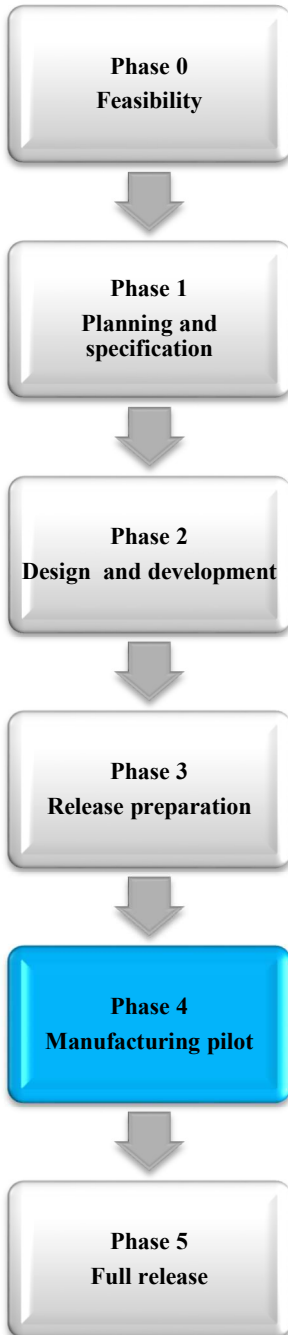 Phase 0
Feasibility
Phase 1
Planning and
specification
Phase 2
Design and development
Phase 3
Release preparation
Phase 4
Manufacturing pilot
Phase 5
Full release